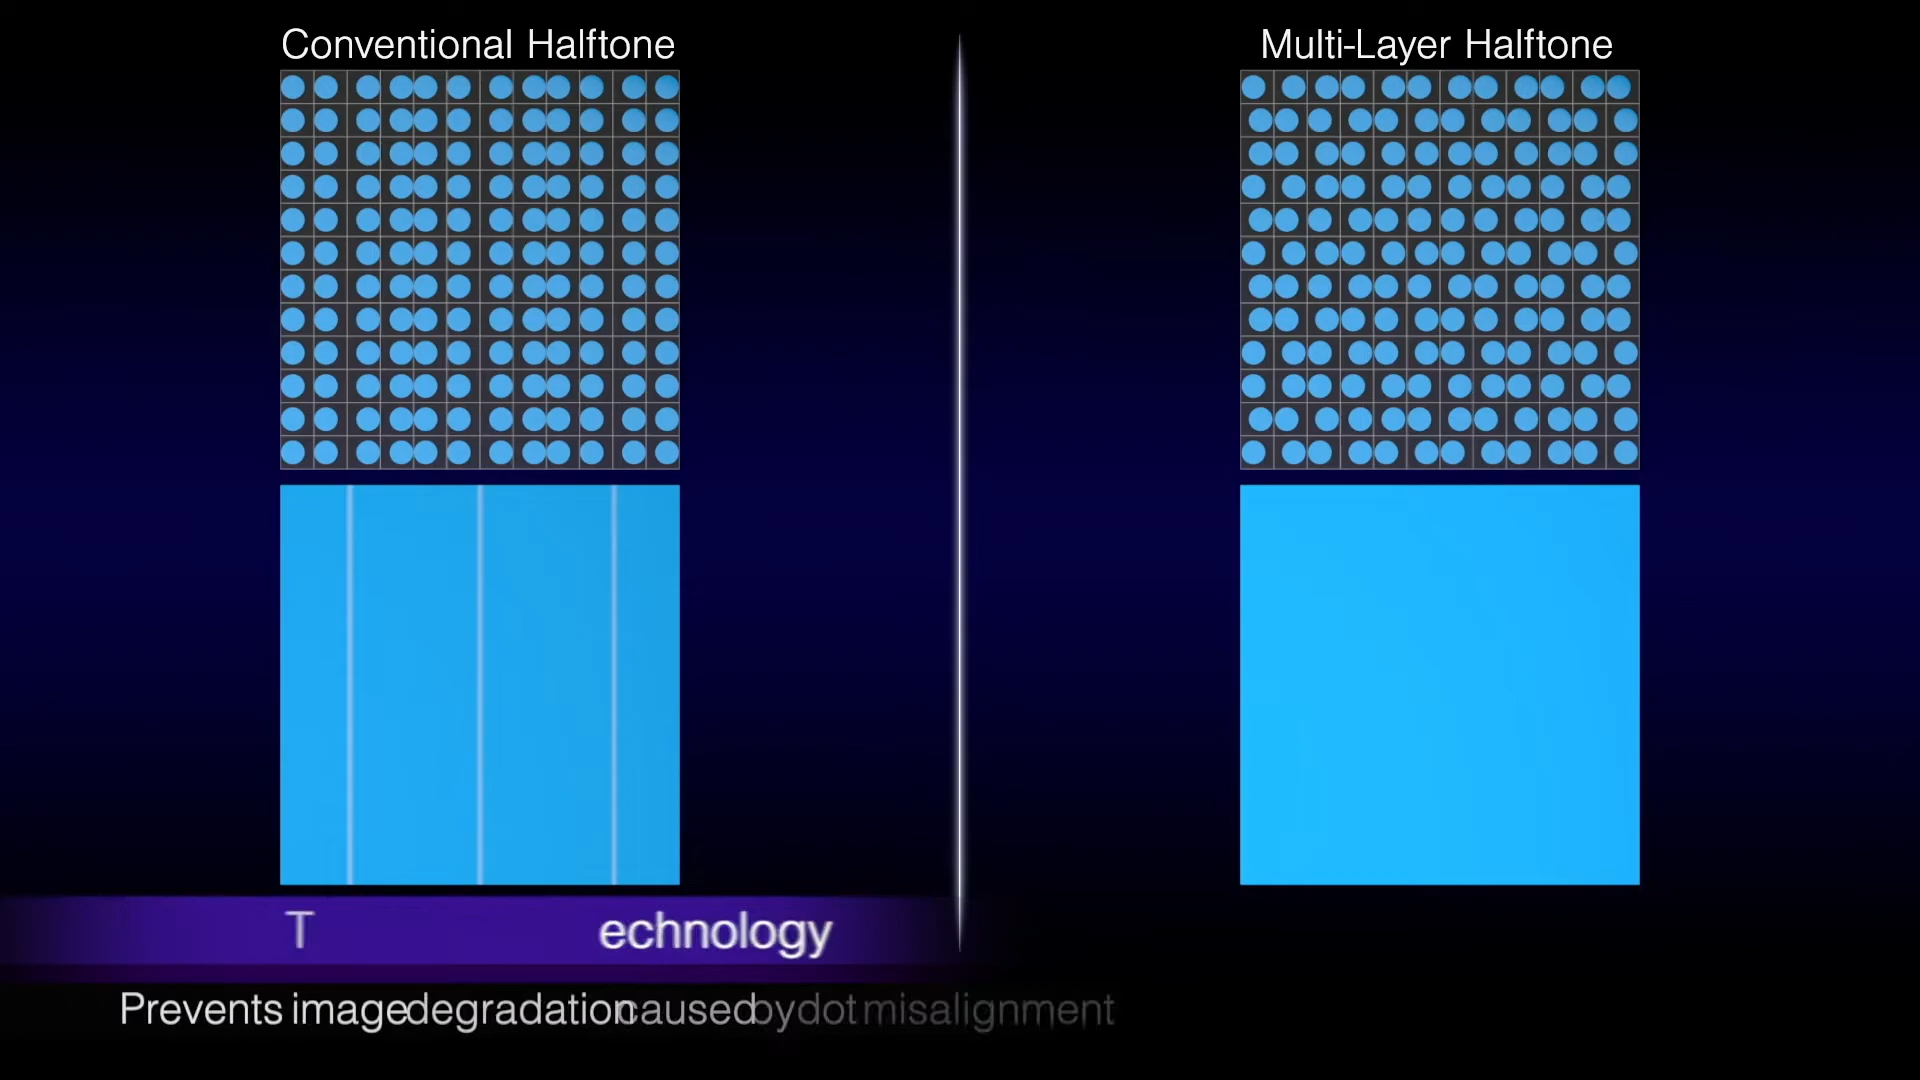 Conventional Halftone
Multi-Layer Halftone
T echnology
Prevents image degradation caused by dot misalignment